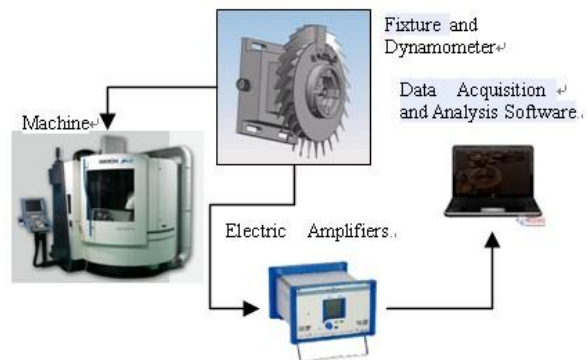 Fixture and
Dynamometer↵
Data Acquisition ↵
and Analysis Software.
Machine↵
Electric Amplifiers.